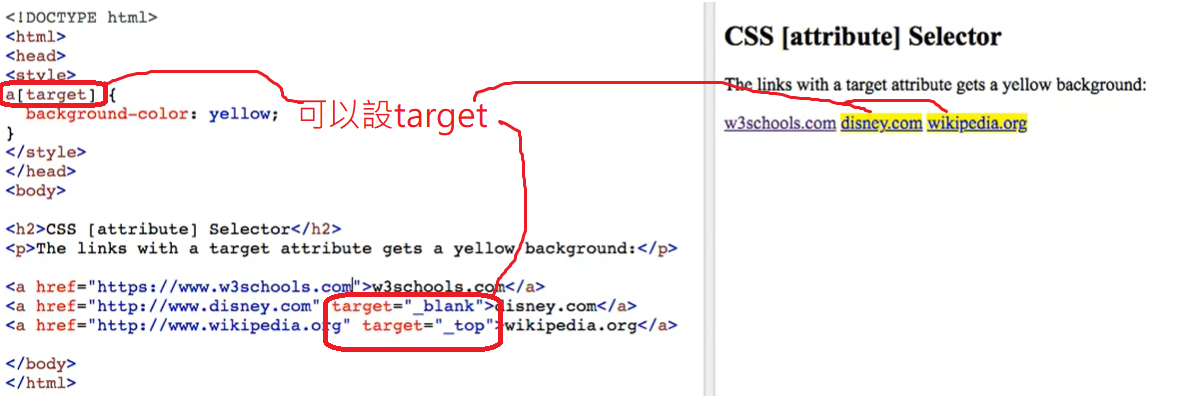 <!DOCTYPE html>
<html>
<head>
<style>
a[target] {
  background-color: yellow;
}
</style>
</head>
<body>
<h2>CSS [attribute] Selector</h2>
<p>The links with a target attribute gets a yellow background:</p>
<a href="https://www.w3schools.com">w3schools.com</a>
<a href="http://www.disney.com" target="_blank">disney.com</a>
<a href="http://www.wikipedia.org" target="_top">wikipedia.org</a>
</body>
</html>
可以設target
CSS [attribute] Selector
The links with a target attribute gets a yellow background:
w3schools.com disney.com wikipedia.org